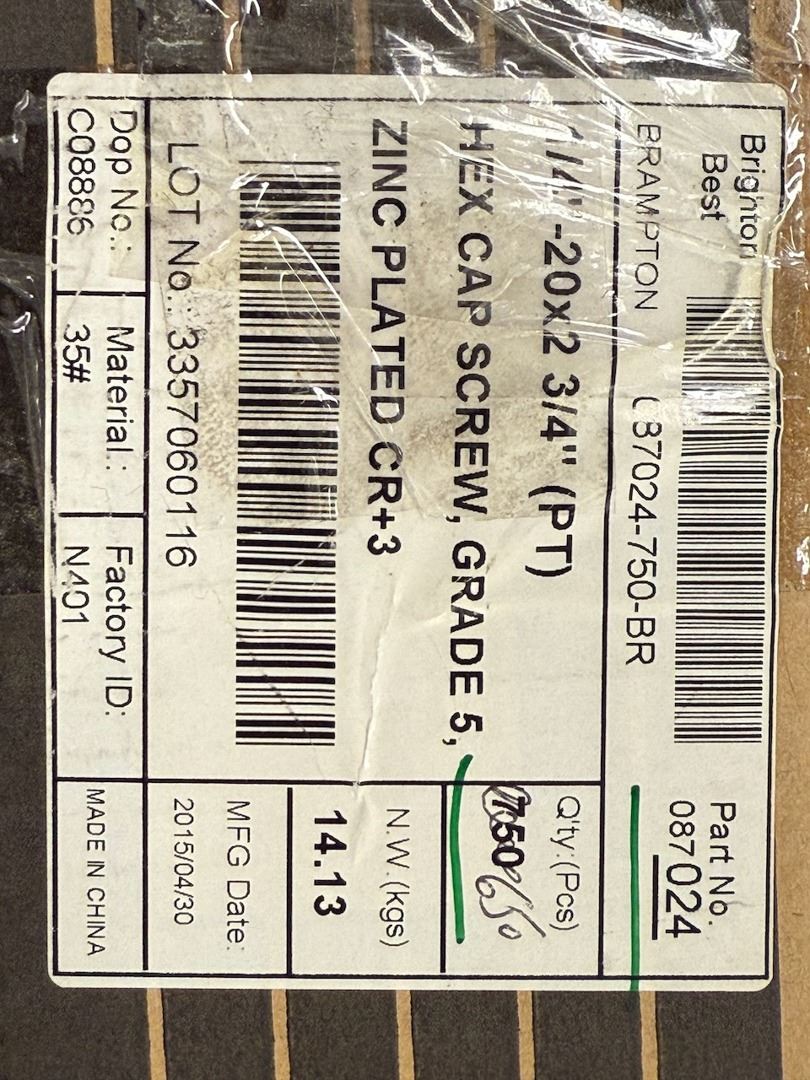 Brighton
Best
Part No.
087024
BRAMPTON 087024-750-BR
1/4"-20x2 3/4" (PT)
HEX CAP SCREW, GRADE 5,
ZINC PLATED CR+3
Q'ty:(Pcs)
750 650
N.W.(kgs)
14.13
LOT No.: 3357060116
MFG Date:
2015/04/30
Dop No.:
C08886
Material.:
35#
Factory ID:
N401
MADE IN CHINA